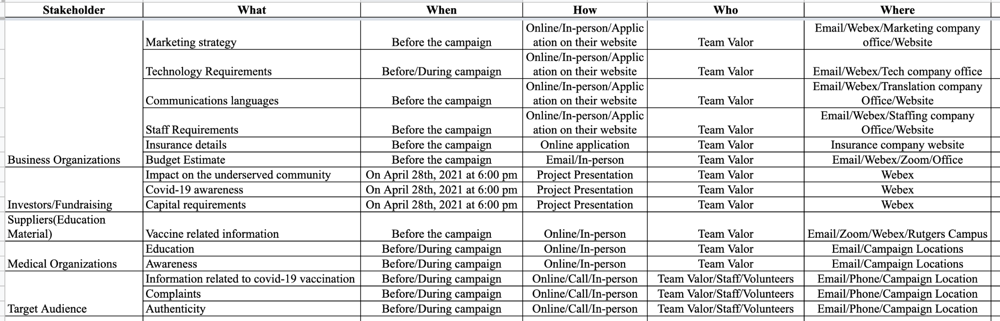 Stakeholder What When How Who Where
Online/In-person/Applic Email/Webex/Marketing company
Marketing strategy Before the campaign ation on their website Team Valor office/Website
Online/In-person/Applic
Technology Requirements Before/During campaign ation on their website Team Valor Email/Webex/Tech company office
Online/In-person/Applic Email/Webex/Translation company
Communications languages Before the campaign ation on their website Team Valor Office/Website
Online/In-person/Applic Email/Webex/Staffing company
Staff Requirements Before the campaign ation on their website Team Valor Office/Website
Insurance details Before the campaign Online application Team Valor Insurance company website
Business Organizations Budget Estimate Before the campaign Email/In-person Team Valor Email/Webex/Zoom/Office
Impact on the underserved community On April 28th, 2021 at 6:00 pm Project Presentation Team Valor Webex
Covid-19 awareness On April 28th, 2021 at 6:00 pm Project Presentation Team Valor Webex
Investors/Fundraising Capital requirements On April 28th, 2021 at 6:00 pm Project Presentation Team Valor Webex
Suppliers(Education
Material) Vaccine related information Before the campaign Online/In-person Team Valor Email/Zoom/Webex/Rutgers Campus
Education Before/During campaign Online/In-person Team Valor Email/Campaign Locations
Medical Organizations Awareness Before/During campaign Online/In-person Team Valor Email/Campaign Locations
Information related to covid-19 vaccination Before/During campaign Online/Call/In-person Team Valor/Staff/Volunteers Email/Phone/Campaign Location
Complaints Before/During campaign Online/Call/In-person Team Valor/Staff/Volunteers Email/Phone/Campaign Location
Target Audience Authenticity Before/During campaign Online/Call/In-person Team Valor/Staff/Volunteers Email/Phone/Campaign Location